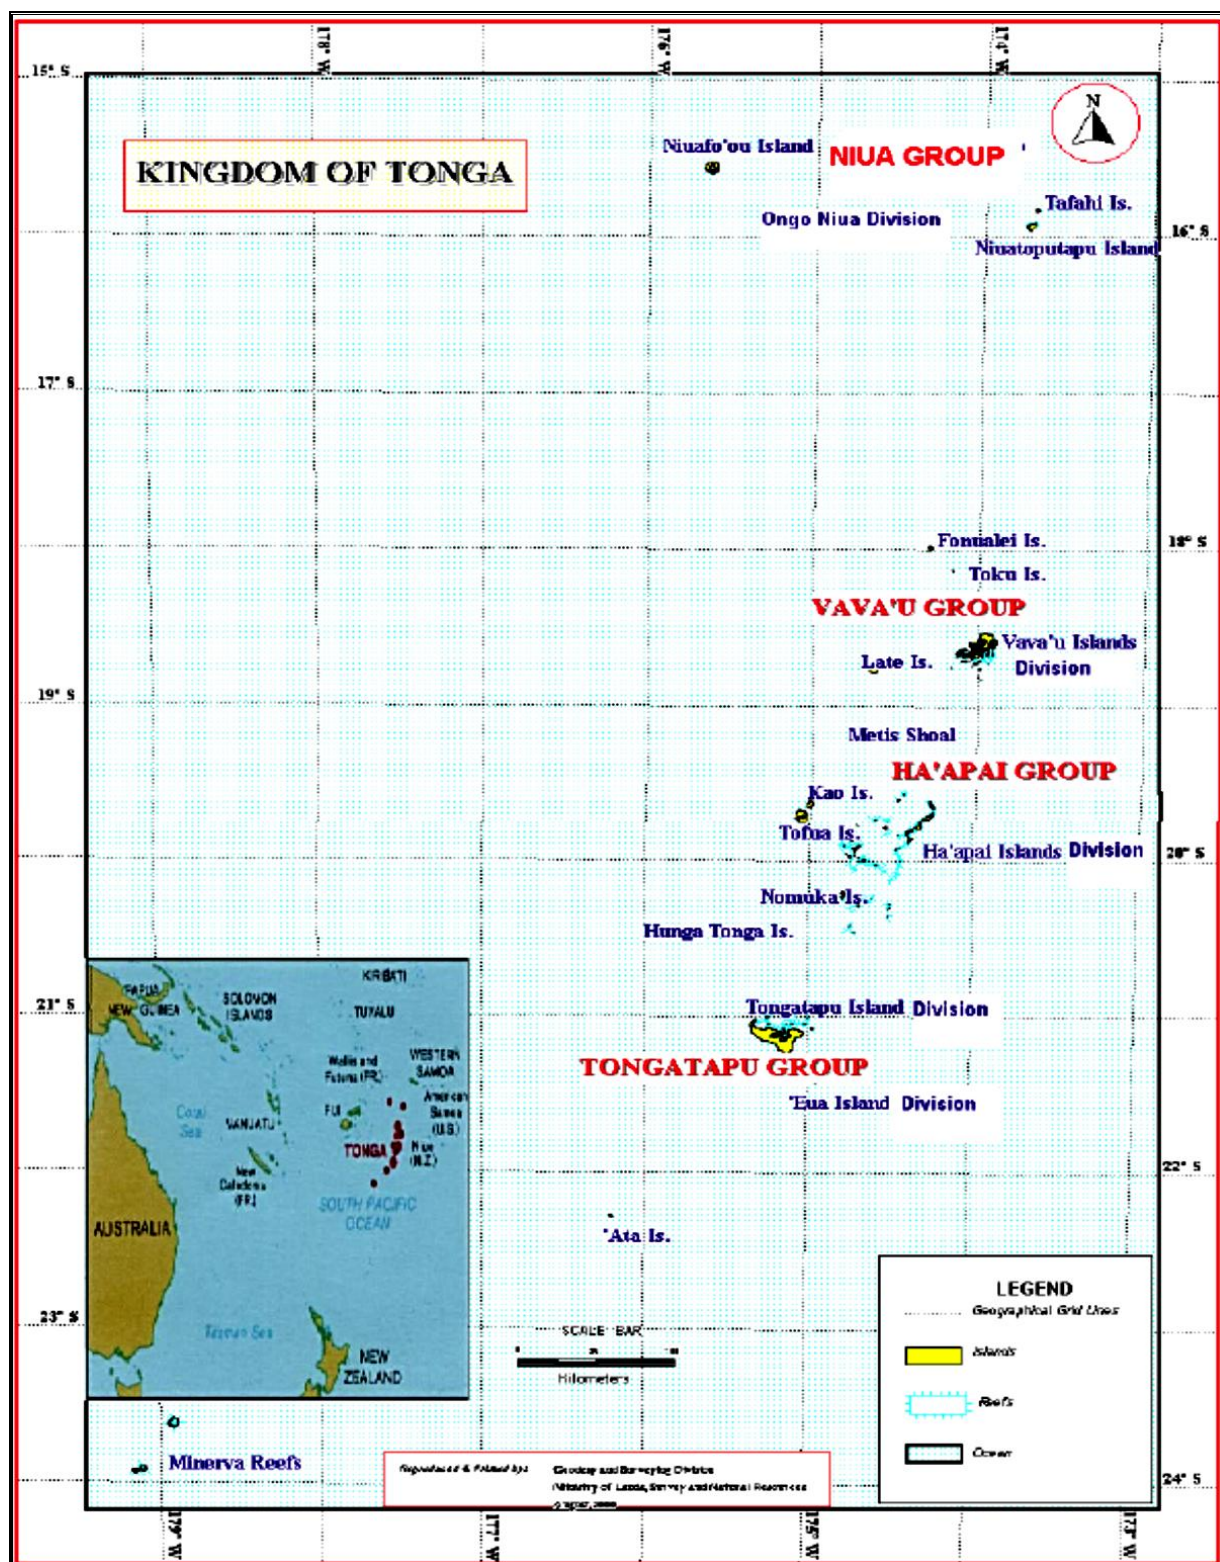 178° W
176° W
174° W
15° S
N
KINGDOM OF TONGA
Niuafo'ou Island
NIUA GROUP
Tafahi Is.
Ongo Niua Division
16° S
Niuatoputapu Island
17° S
Fonualei Is.
18° S
Toku Is.
VAVA'U GROUP
Vava'u Islands
Division
Late Is.
19° S
Metis Shoal
HA'APAI GROUP
Kao Is.
Tofua Is.
Ha'apai Islands Division
20° S
Nomuka Is.
Hunga Tonga Is.
21° S
Tongatapu Island Division
TONGATAPU GROUP
'Eua Island Division
22° S
'Ata Is.
23° S
KIRIBATI
PAPUA
NEW GUINEA
SOLOMON
ISLANDS
TUVALU
Wallis and
Futuna (FR.)
WESTERN
SAMOA
American
Samoa
(U.S.)
Coral
Sea
VANUATU
FIJI
TONGA
Niue
(N.Z.)
New
Caledonia
(FR.)
SOUTH PACIFIC
OCEAN
AUSTRALIA
Tasman Sea
NEW
ZEALAND
SCALE BAR
0
100
Kilometers
LEGEND
Geographical Grid Lines
Islands
Reefs
Ocean
Minerva Reefs
Reproduced & Printed by:
Geodesy and Surveying Division
Ministry of Lands, Survey and Natural Resources
24° S
179° W
177° W
175° W
173° W